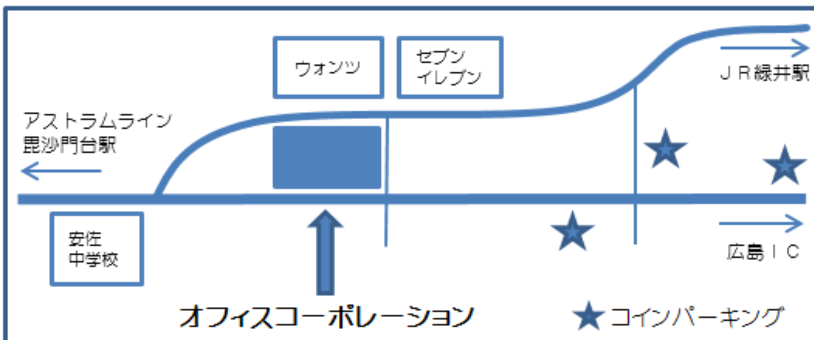 ウォンツ
セブン
イレブン
ＪＲ緑井駅
アストラムライン
毘沙門台駅
安佐
中学校
広島ＩＣ
オフィスコーポレーション
コインパーキング